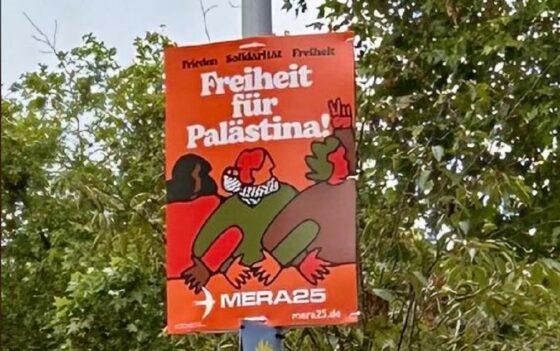 Frieden Solidarität Freiheit
Freiheit
für
Palästina!
MERA25
mera25.de